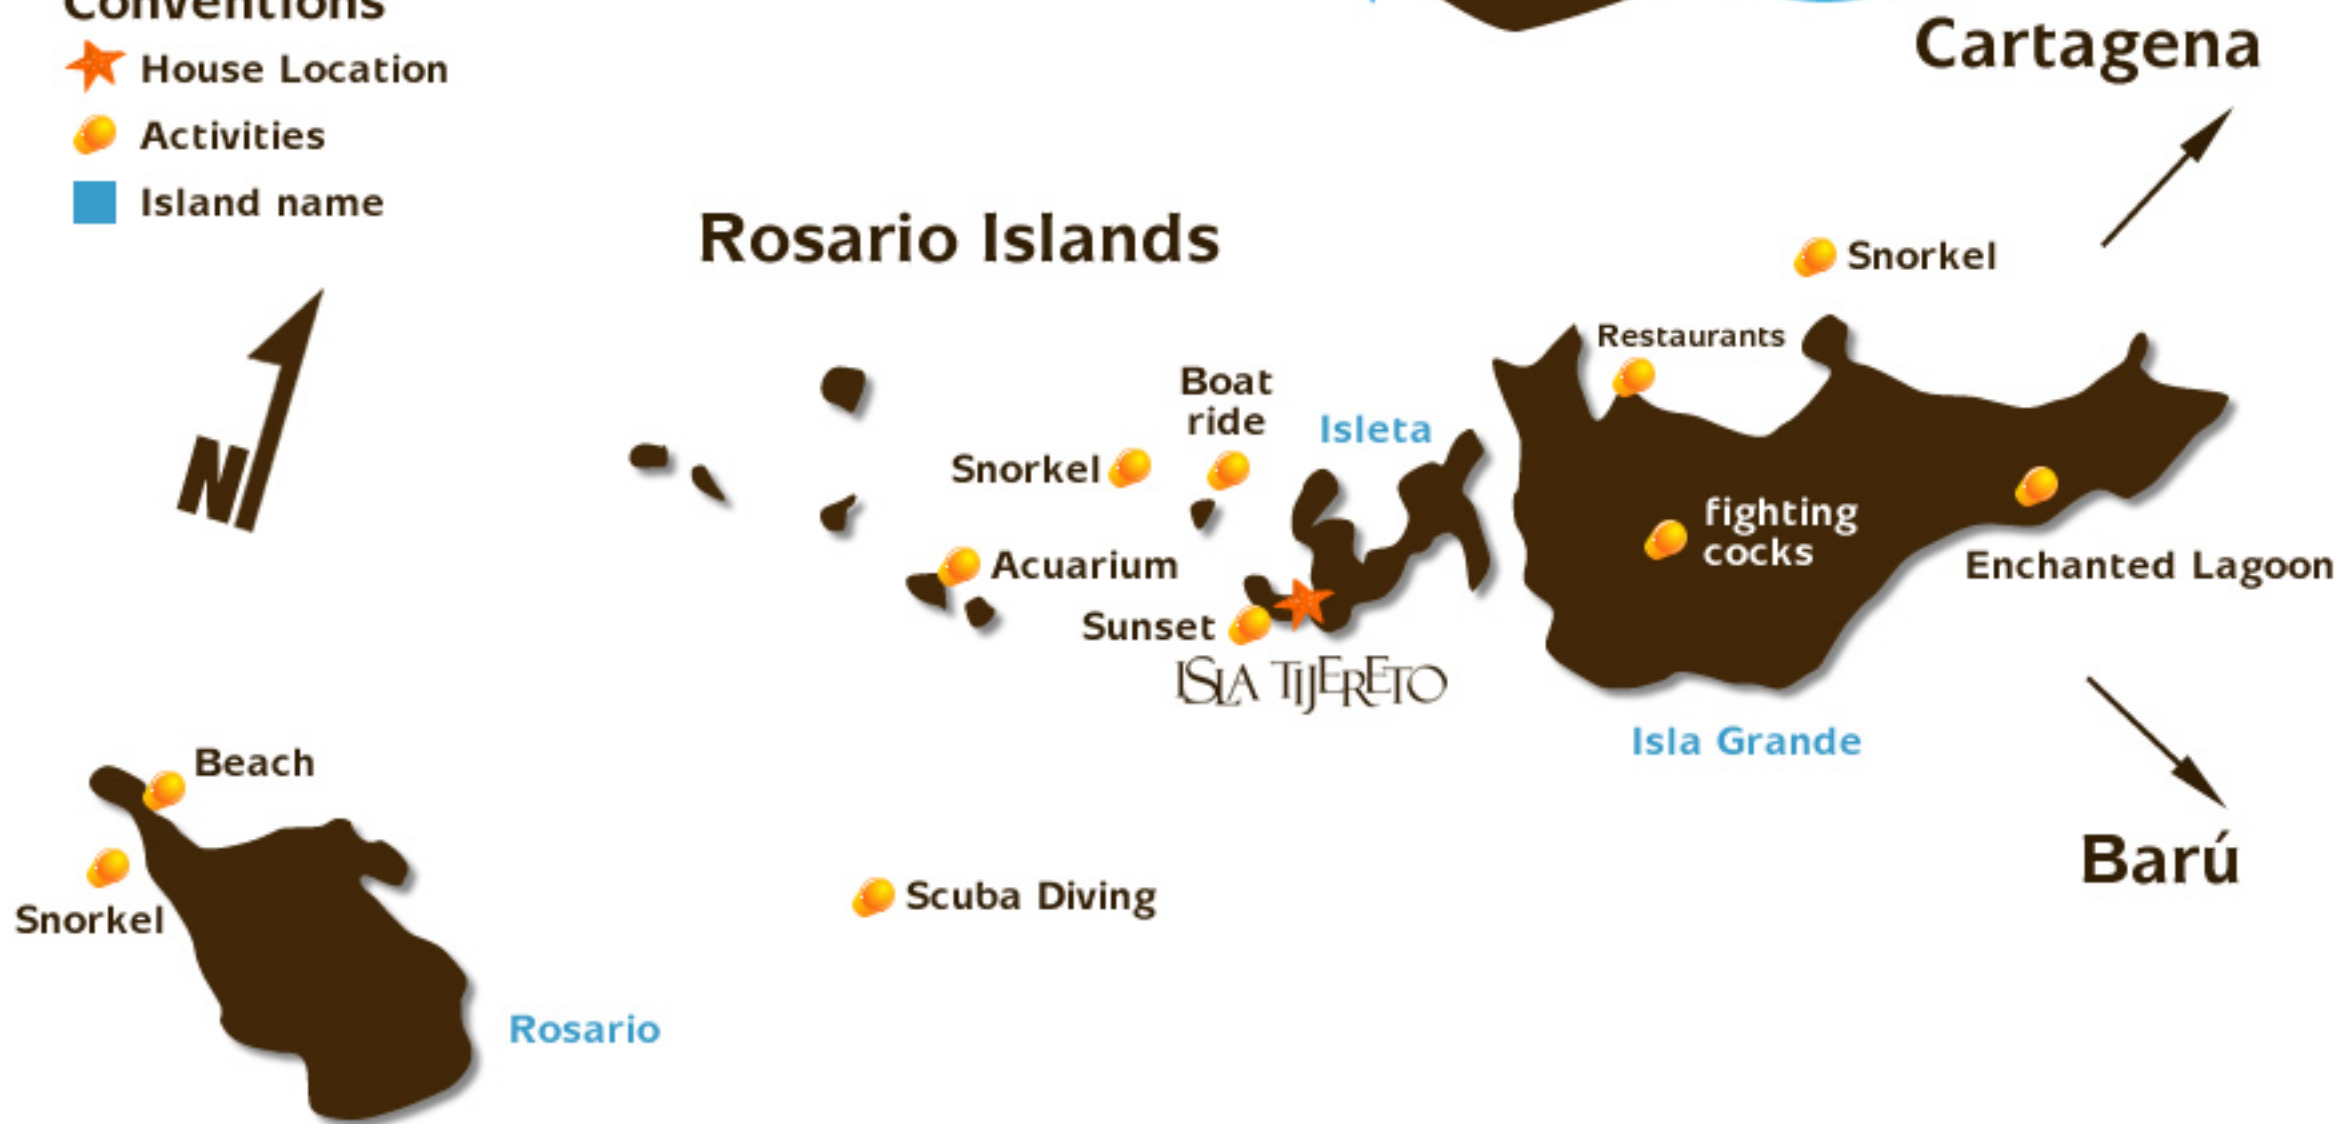 Conventions
House Location
Activities
Island name
Cartagena
Rosario Islands
N
Snorkel
Restaurants
Boat
ride
Isleta
Snorkel
fighting
cocks
Enchanted Lagoon
Acuarium
Sunset
ISLA TIJERETO
Isla Grande
Beach
Barú
Snorkel
Scuba Diving
Rosario